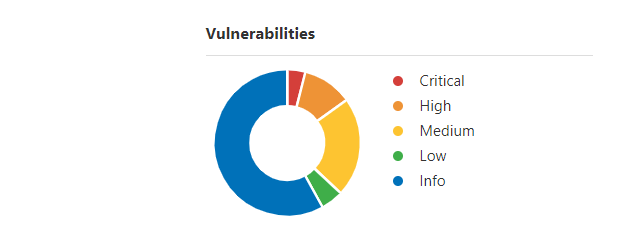 Vulnerabilities
Critical
High
Medium
Low
Info